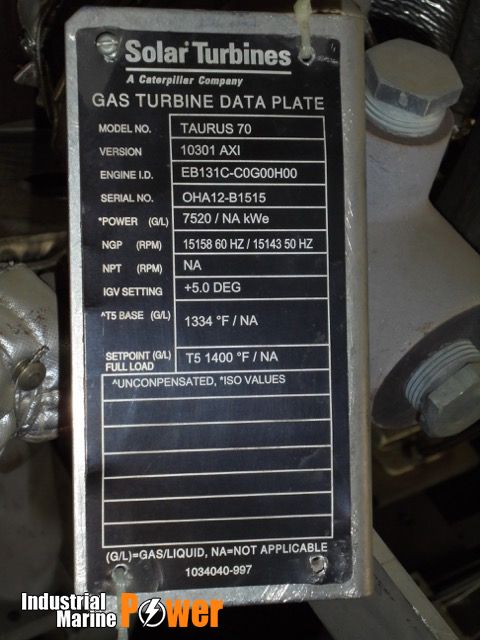 Solar Turbines
A Caterpillar Company
GAS TURBINE DATA PLATE
MODEL NO. TAURUS 70
VERSION 10301 AXI
ENGINE I.D. EB131C-C0G00H00
SERIAL NO. OHA12-B1515
*POWER (G/L) 7520 / NA kWe
NGP (RPM) 15158 60 HZ / 15143 50 HZ
NPT (RPM) NA
IGV SETTING +5.0 DEG
^T5 BASE (G/L) 1334 °F / NA
SETPOINT (G/L) T5 1400 °F / NA
FULL LOAD
^UNCONPENSATED, *ISO VALUES
(G/L)=GAS/LIQUID, NA=NOT APPLICABLE
1034040-997
Industrial
Marine Power